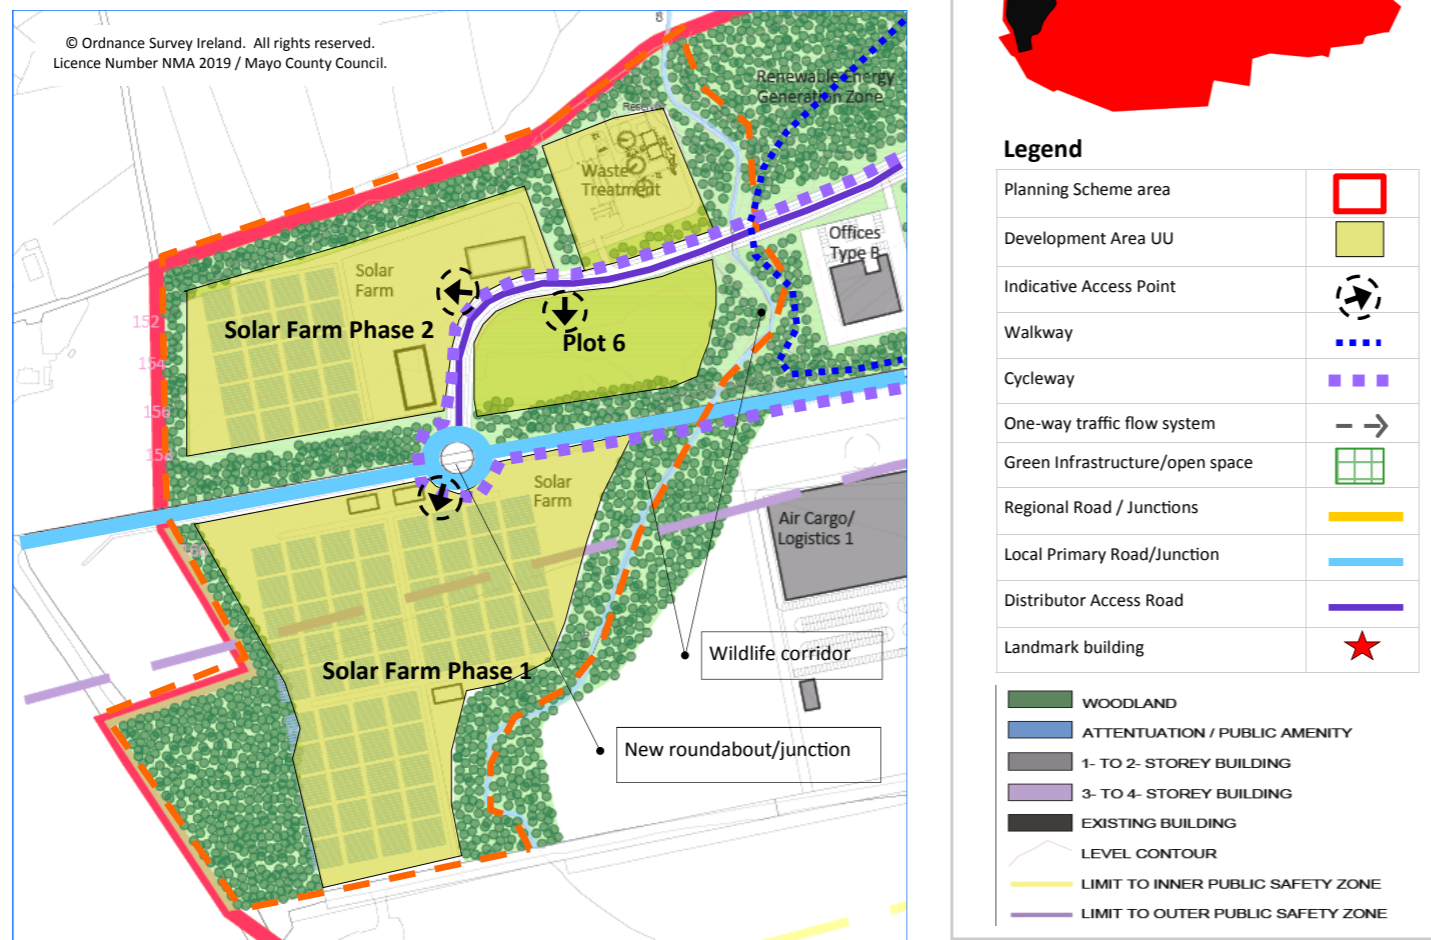 © Ordnance Survey Ireland. All rights reserved.
Licence Number NMA 2019 / Mayo County Council.
Renewable Energy
Generation Zone
Waste
Treatment
Offices
Type B
Solar
Farm
Solar Farm Phase 2
Plot 6
152
154
156
158
160
Solar
Farm
Air Cargo/
Logistics 1
Solar Farm Phase 1
Wildlife corridor
New roundabout/junction
Legend
Planning Scheme area
Development Area UU
Indicative Access Point
Walkway
Cycleway
One-way traffic flow system
Green Infrastructure/open space
Regional Road / Junctions
Local Primary Road/Junction
Distributor Access Road
Landmark building
WOODLAND
ATTENTUATION / PUBLIC AMENITY
1- TO 2- STOREY BUILDING
3- TO 4- STOREY BUILDING
EXISTING BUILDING
LEVEL CONTOUR
LIMIT TO INNER PUBLIC SAFETY ZONE
LIMIT TO OUTER PUBLIC SAFETY ZONE